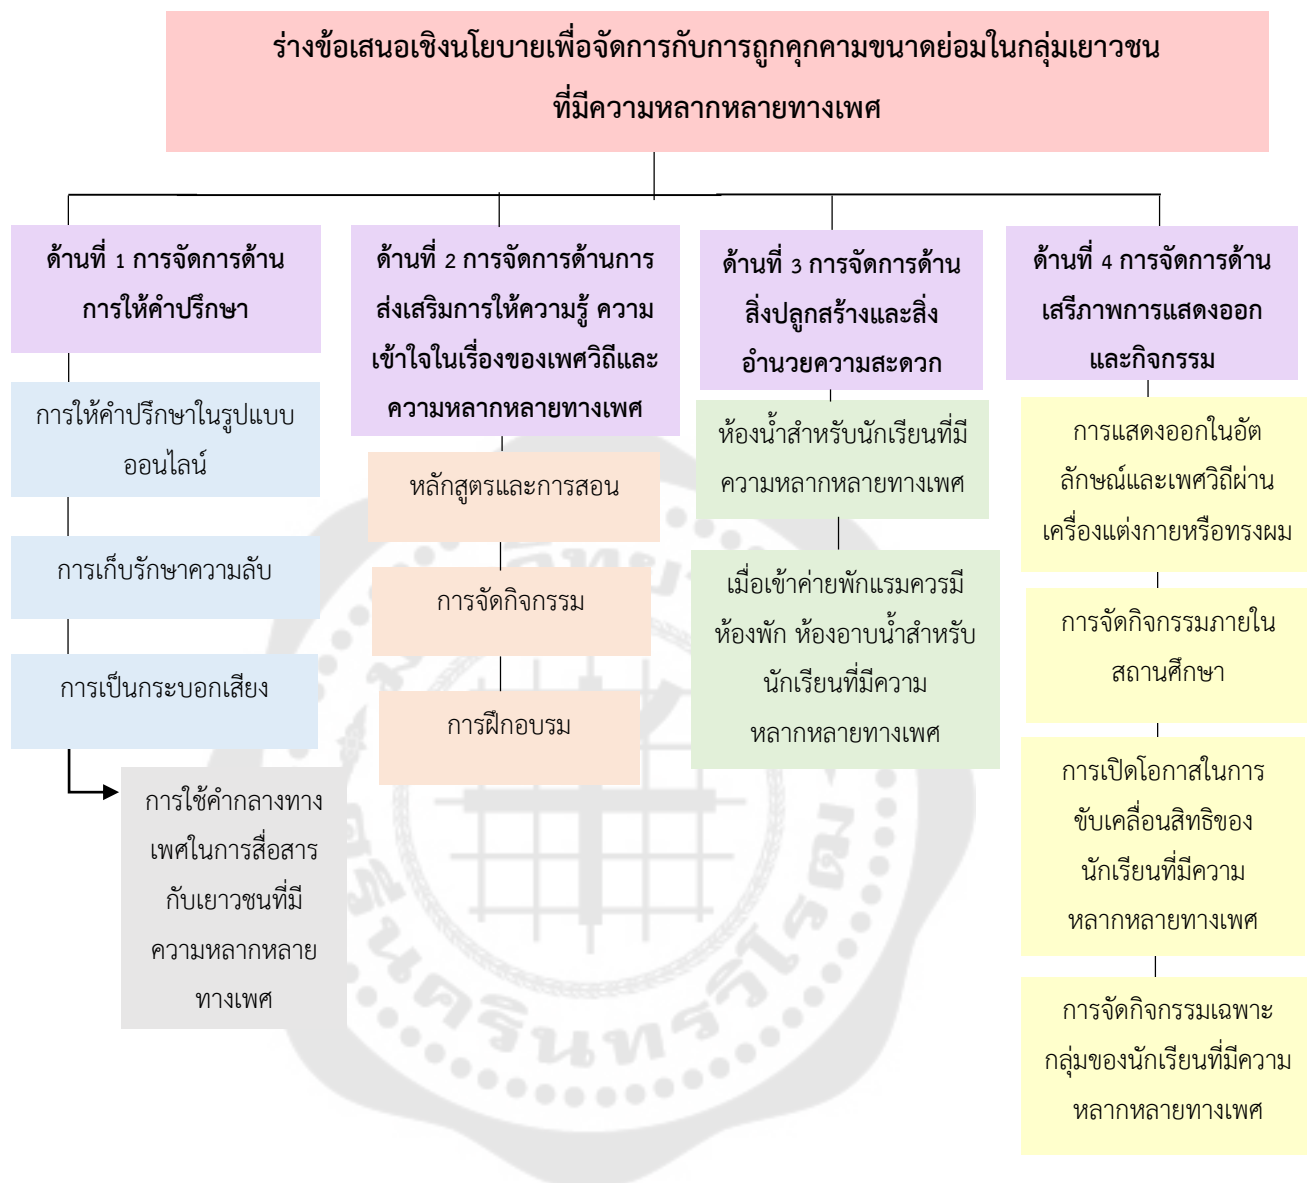 ร่างข้อเสนอเชิงนโยบายเพื่อจัดการกับการถูกคุกคามขนาดย่อมในกลุ่มเยาวชน
ที่มีความหลากหลายทางเพศ
ด้านที่ 1 การจัดการด้าน
การให้คำปรึกษา
การให้คำปรึกษาในรูปแบบ
ออนไลน์
การเก็บรักษาความลับ
การเป็นกระบอกเสียง
การใช้คำกลางทาง
เพศในการสื่อสาร
กับเยาวชนที่มี
ความหลากหลาย
ทางเพศ
ด้านที่ 2 การจัดการด้านการ
ส่งเสริมการให้ความรู้ ความ
เข้าใจในเรื่องของเพศวิถีและ
ความหลากหลายทางเพศ
หลักสูตรและการสอน
การจัดกิจกรรม
การฝึกอบรม
ด้านที่ 3 การจัดการด้าน
สิ่งปลูกสร้างและสิ่ง
อำนวยความสะดวก
ห้องน้ำสำหรับนักเรียนที่มี
ความหลากหลายทางเพศ
เมื่อเข้าค่ายพักแรมควรมี
ห้องพัก ห้องอาบน้ำสำหรับ
นักเรียนที่มีความ
หลากหลายทางเพศ
ด้านที่ 4 การจัดการด้าน
เสรีภาพการแสดงออก
และกิจกรรม
การแสดงออกในอัต
ลักษณ์และเพศวิถีผ่าน
เครื่องแต่งกายหรือทรงผม
การจัดกิจกรรมภายใน
สถานศึกษา
การเปิดโอกาสในการ
ขับเคลื่อนสิทธิของ
นักเรียนที่มีความ
หลากหลายทางเพศ
การจัดกิจกรรมเฉพาะ
กลุ่มของนักเรียนที่มีความ
หลากหลายทางเพศ
ศรีนครินทรวิโรฒ